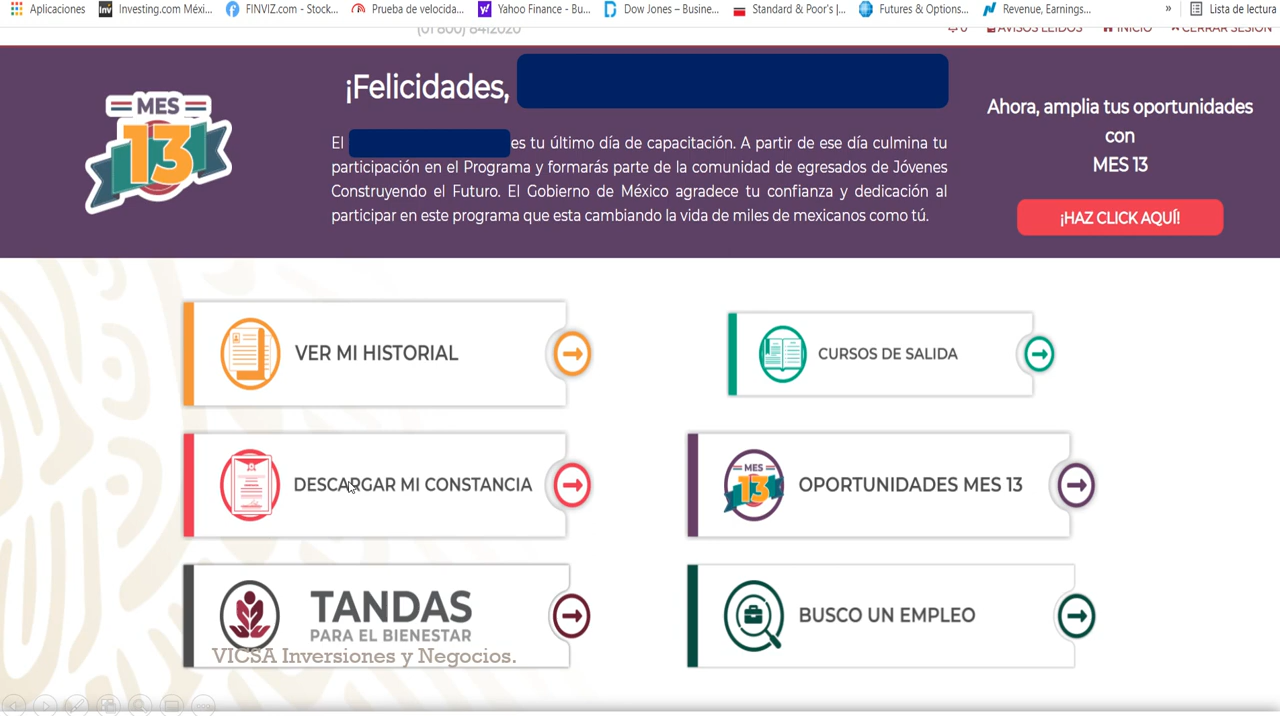 Aplicaciones Investing.com Méxi... FINVIZ.com - Stock... Prueba de velocida... Yahoo Finance - Bu... Dow Jones – Busine... Standard & Poor's |... Futures & Options... Revenue, Earnings... » Lista de lectura
(01 800) 8412020 0 AVISOS LEÍDOS INICIO CERRAR SESIÓN
MES
13
¡Felicidades,
El es tu último día de capacitación. A partir de ese día culmina tu
participación en el Programa y formarás parte de la comunidad de egresados de Jóvenes
Construyendo el Futuro. El Gobierno de México agradece tu confianza y dedicación al
participar en este programa que esta cambiando la vida de miles de mexicanos como tú.
Ahora, amplia tus oportunidades
con
MES 13
¡HAZ CLICK AQUÍ!
VER MI HISTORIAL
CURSOS DE SALIDA
DESCARGAR MI CONSTANCIA
MES
13
OPORTUNIDADES MES 13
TANDAS
PARA EL BIENESTAR
BUSCO UN EMPLEO
VICSA Inversiones y Negocios.